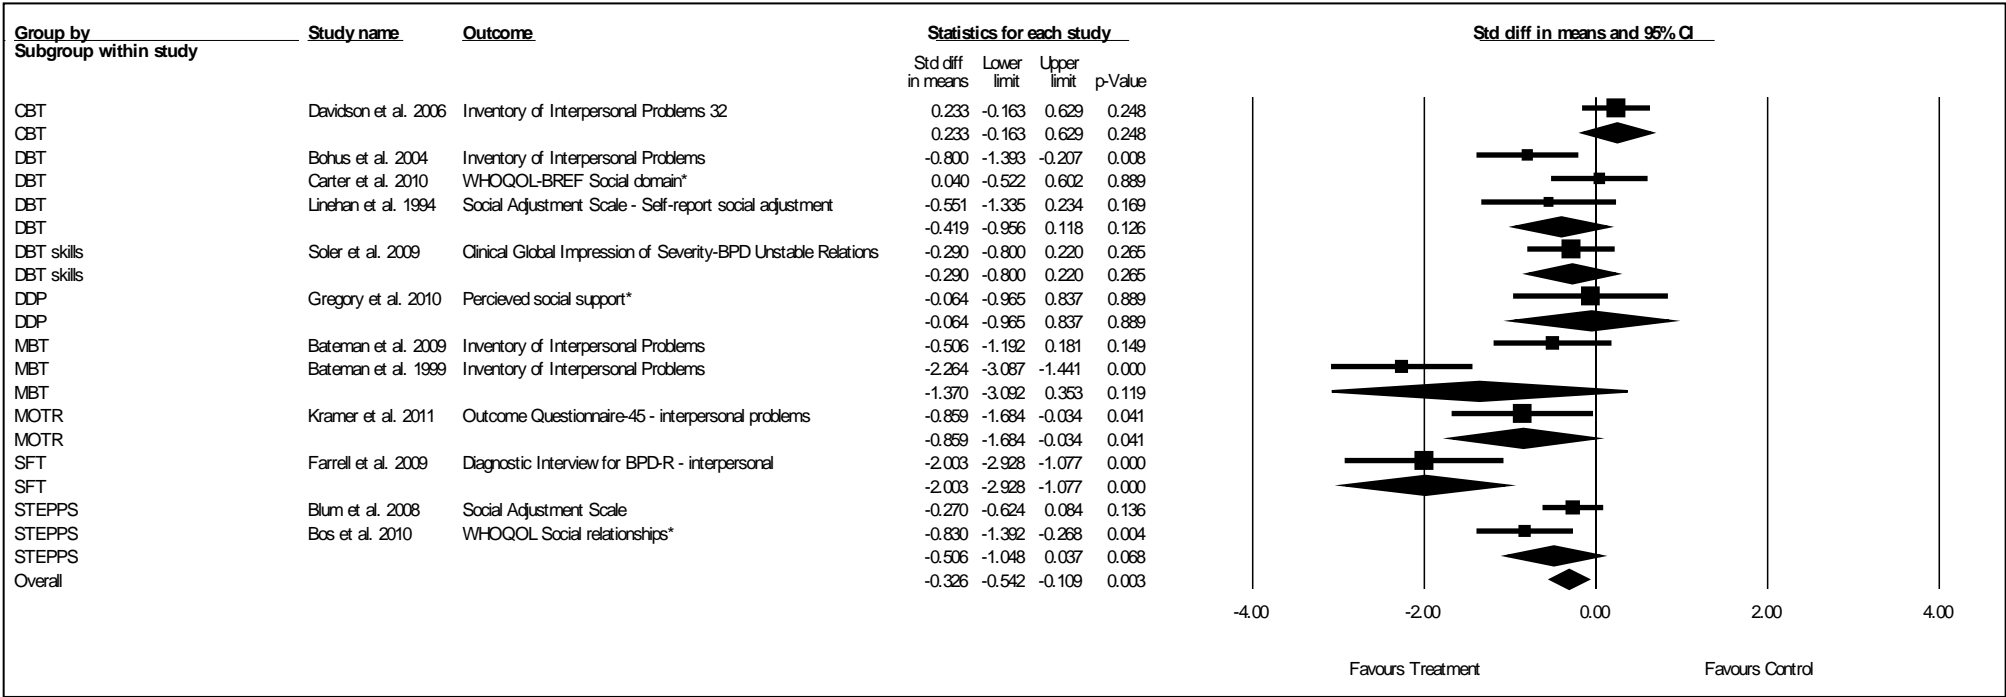 Group by Study name Outcome Statistics for each study Std diff in means and 95% CI
Subgroup within study
Std diff Lower Upper
in means limit limit p-Value
CBT Davidson et al. 2006 Inventory of Interpersonal Problems 32 0.233 -0.163 0.629 0.248
CBT 0.233 -0.163 0.629 0.248
DBT Bohus et al. 2004 Inventory of Interpersonal Problems -0.800 -1.393 -0.207 0.008
DBT Carter et al. 2010 WHOQOL-BREF Social domain* 0.040 -0.522 0.602 0.889
DBT Linehan et al. 1994 Social Adjustment Scale - Self-report social adjustment -0.551 -1.335 0.234 0.169
DBT -0.419 -0.956 0.118 0.126
DBT skills Soler et al. 2009 Clinical Global Impression of Severity-BPD Unstable Relations -0.290 -0.800 0.220 0.265
DBT skills -0.290 -0.800 0.220 0.265
DDP Gregory et al. 2010 Percieved social support* -0.064 -0.965 0.837 0.889
DDP -0.064 -0.965 0.837 0.889
MBT Bateman et al. 2009 Inventory of Interpersonal Problems -0.506 -1.192 0.181 0.149
MBT Bateman et al. 1999 Inventory of Interpersonal Problems -2.264 -3.087 -1.441 0.000
MBT -1.370 -3.092 0.353 0.119
MOTR Kramer et al. 2011 Outcome Questionnaire-45 - interpersonal problems -0.859 -1.684 -0.034 0.041
MOTR -0.859 -1.684 -0.034 0.041
SFT Farrell et al. 2009 Diagnostic Interview for BPD-R - interpersonal -2.003 -2.928 -1.077 0.000
SFT -2.003 -2.928 -1.077 0.000
STEPPS Blum et al. 2008 Social Adjustment Scale -0.270 -0.624 0.084 0.136
STEPPS Bos et al. 2010 WHOQOL Social relationships* -0.830 -1.392 -0.268 0.004
STEPPS -0.506 -1.048 0.037 0.068
Overall -0.326 -0.542 -0.109 0.003
-4.00 -2.00 0.00 2.00 4.00
Favours Treatment Favours Control